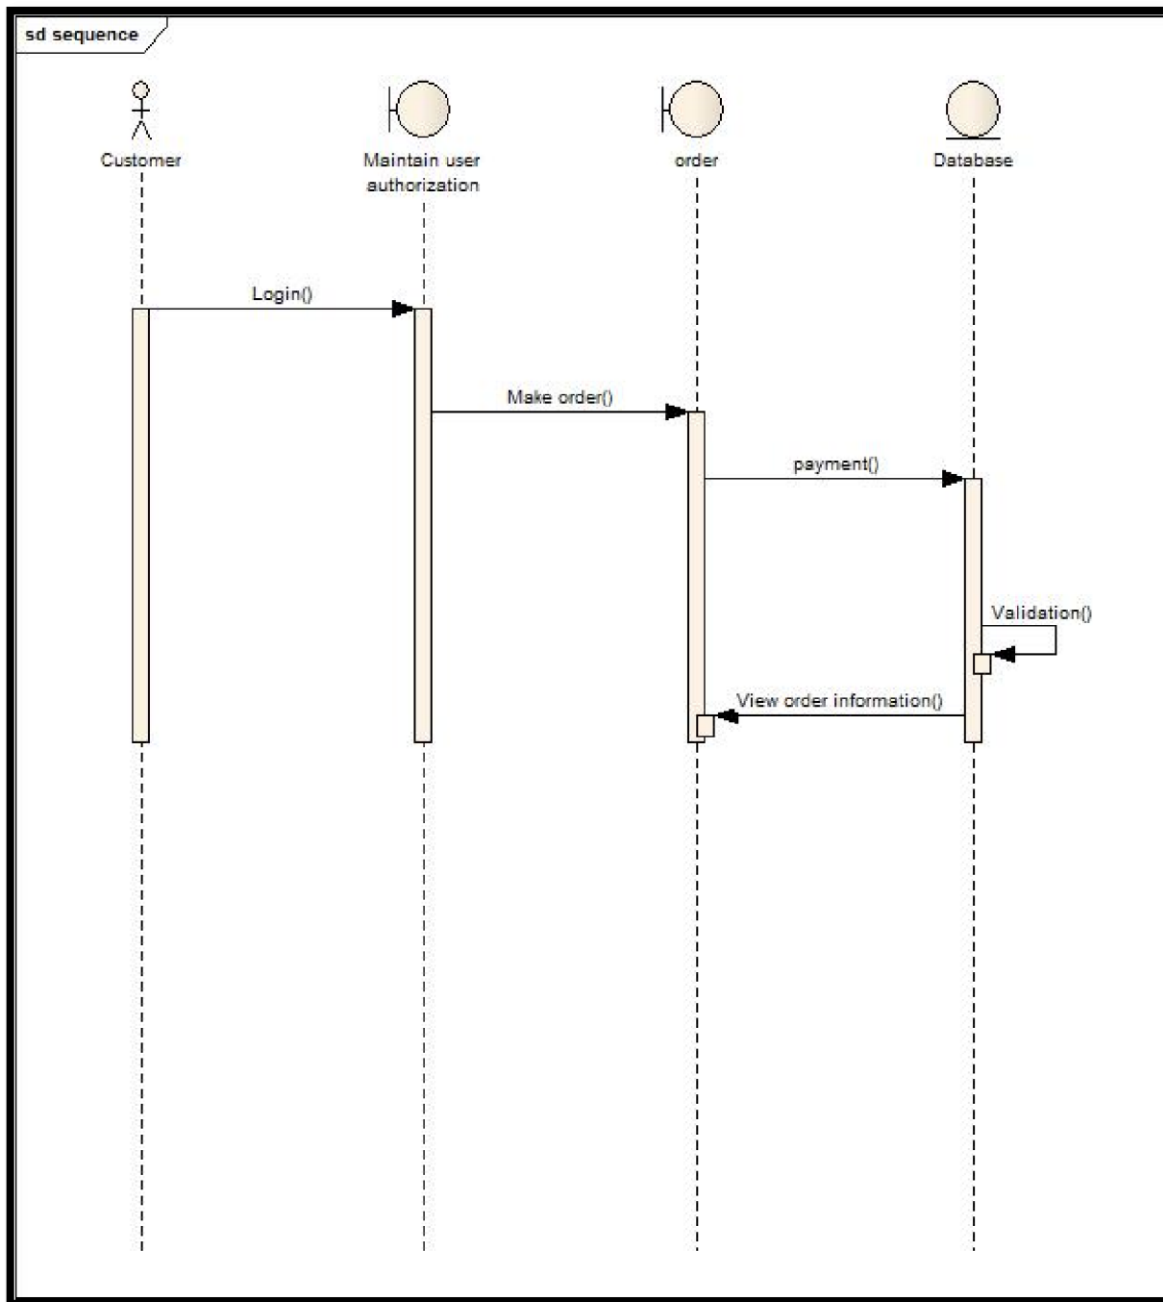 sd sequence
Customer
Maintain user
authorization
order
Database
Login()
Make order()
payment()
Validation()
View order information()